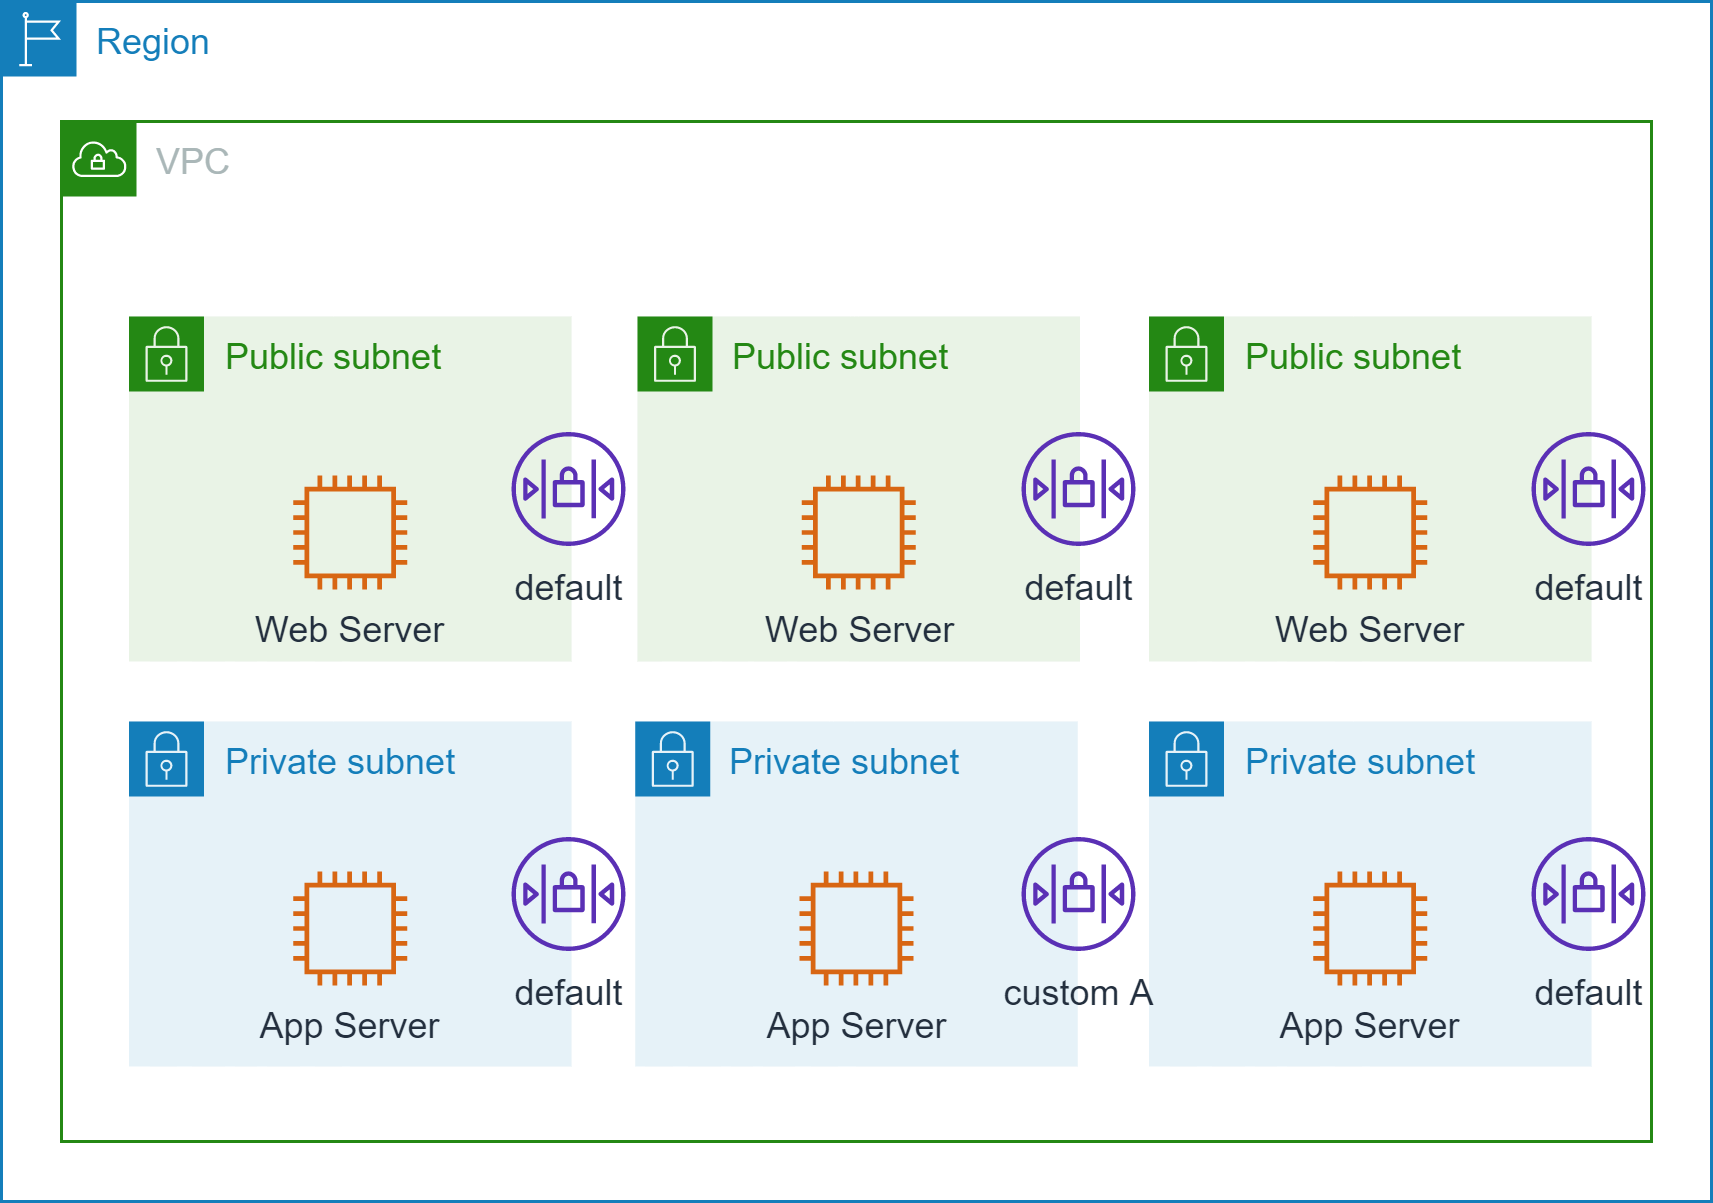 Region
VPC
Public subnet
Public subnet
Public subnet
default
default
default
Web Server
Web Server
Web Server
Private subnet
Private subnet
Private subnet
default
custom A
default
App Server
App Server
App Server